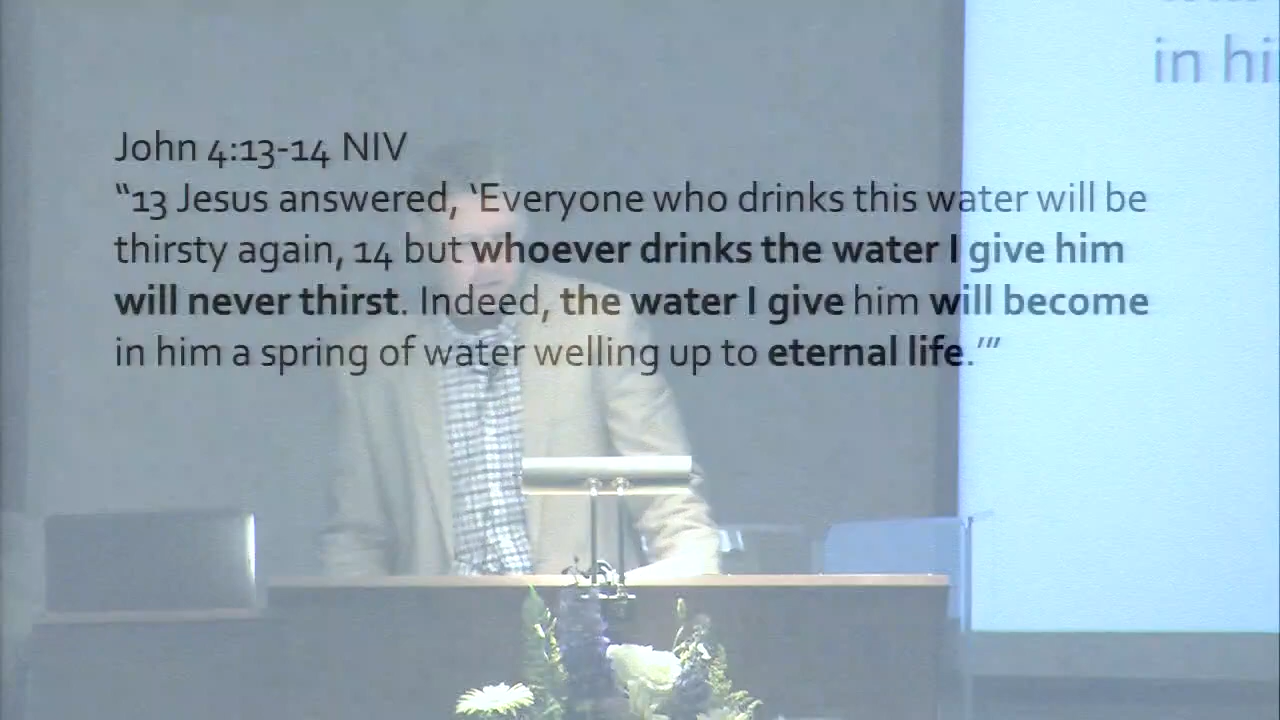 in hi
John 4:13-14 NIV
“13 Jesus answered, ‘Everyone who drinks this water will be
thirsty again, 14 but whoever drinks the water I give him
will never thirst. Indeed, the water I give him will become
in him a spring of water welling up to eternal life.’”